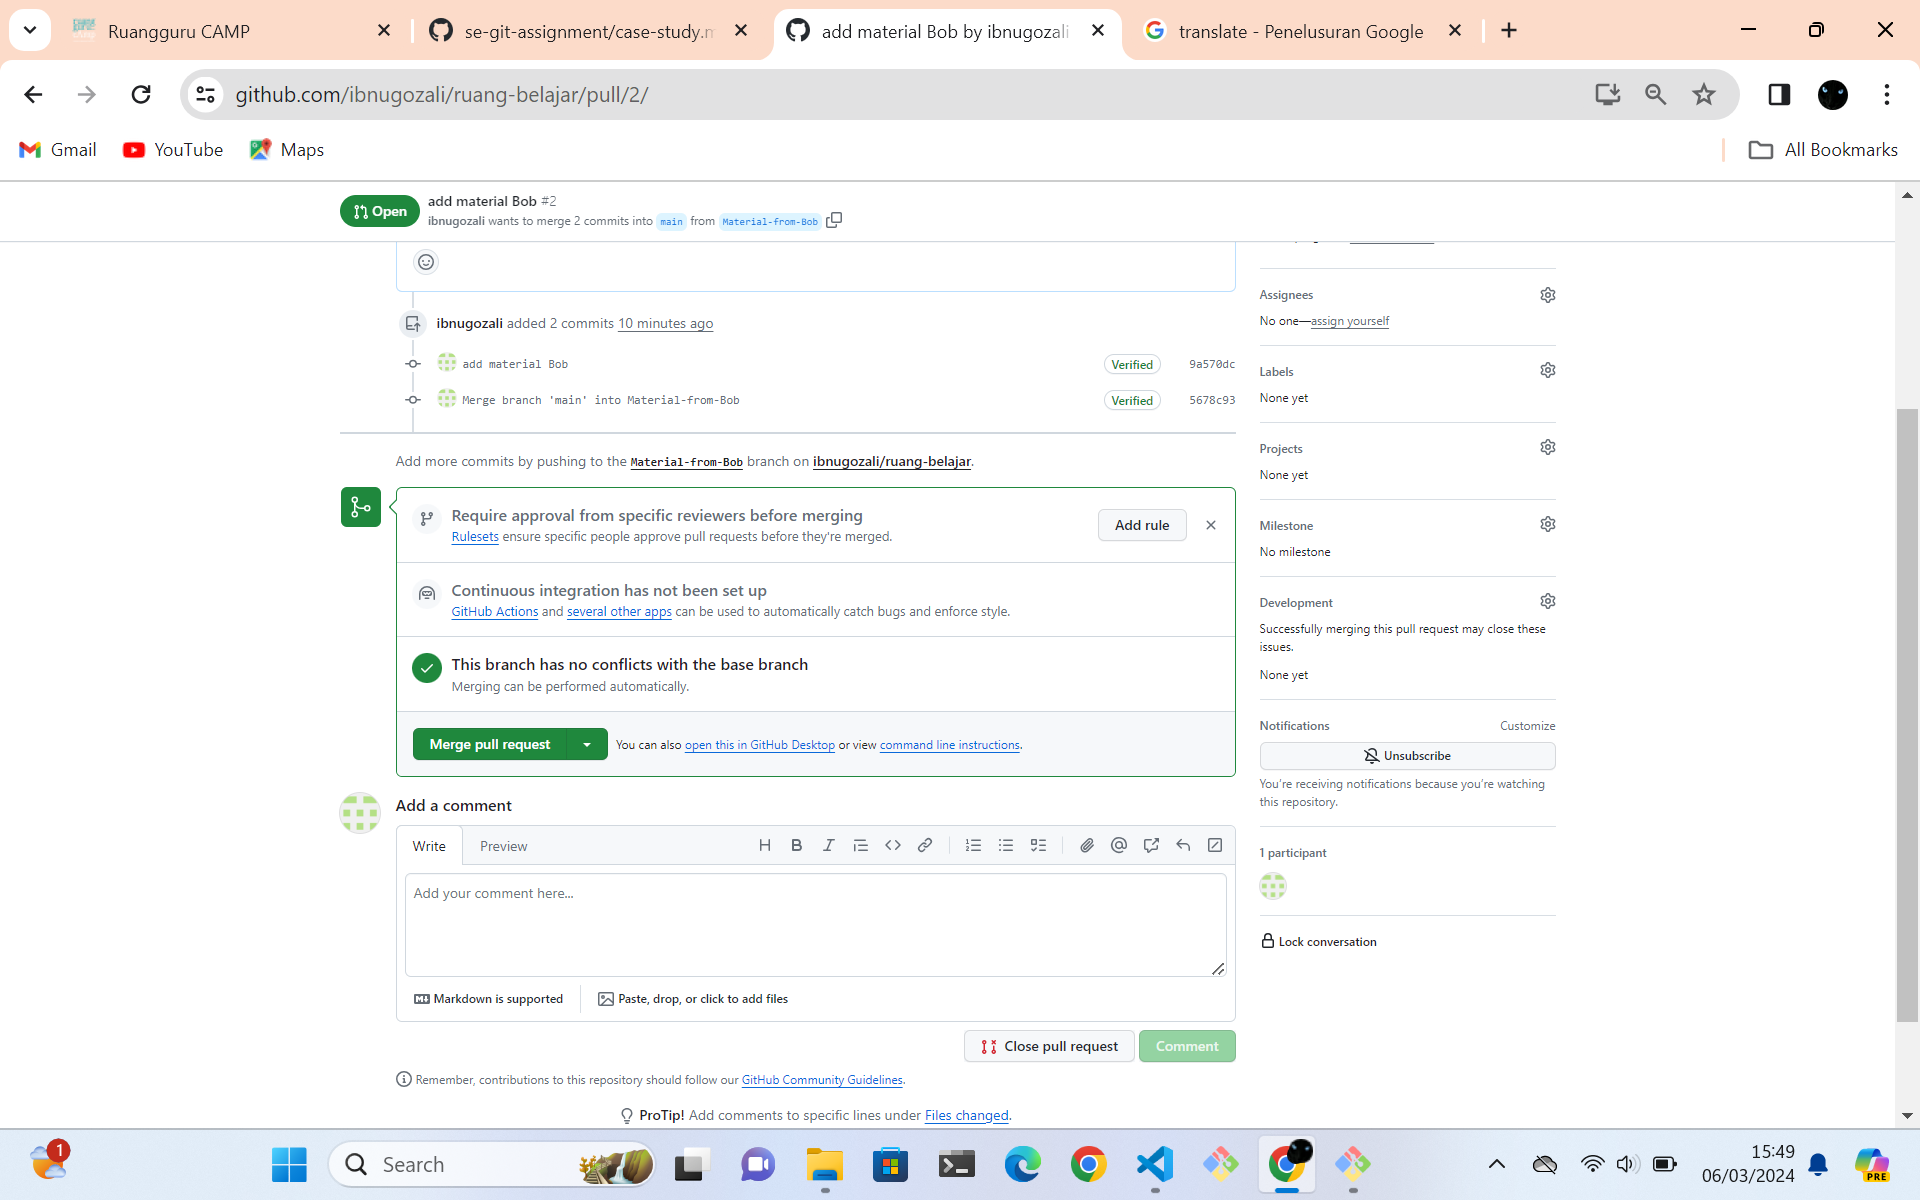 Ruangguru CAMP
se-git-assignment/case-study.m
add material Bob by ibnugozali
translate - Penelusuran Google
github.com/ibnugozali/ruang-belajar/pull/2/
Gmail
YouTube
Maps
All Bookmarks
Open
add material Bob #2
ibnugozali wants to merge 2 commits into main from Material-from-Bob
ibnugozali added 2 commits 10 minutes ago
add material Bob
Verified
9a570dc
Merge branch 'main' into Material-from-Bob
Verified
5678c93
Add more commits by pushing to the Material-from-Bob branch on ibnugozali/ruang-belajar.
Require approval from specific reviewers before merging
Rulesets ensure specific people approve pull requests before they're merged.
Add rule
Continuous integration has not been set up
GitHub Actions and several other apps can be used to automatically catch bugs and enforce style.
This branch has no conflicts with the base branch
Merging can be performed automatically.
Merge pull request
You can also open this in GitHub Desktop or view command line instructions.
Add a comment
Write
Preview
Add your comment here...
Markdown is supported
Paste, drop, or click to add files
Close pull request
Comment
Remember, contributions to this repository should follow our GitHub Community Guidelines.
ProTip! Add comments to specific lines under Files changed.
Assignees
No one—assign yourself
Labels
None yet
Projects
None yet
Milestone
No milestone
Development
Successfully merging this pull request may close these
issues.
None yet
Notifications
Customize
Unsubscribe
You're receiving notifications because you're watching
this repository.
1 participant
Lock conversation
1
Search
15:49
06/03/2024
PRE